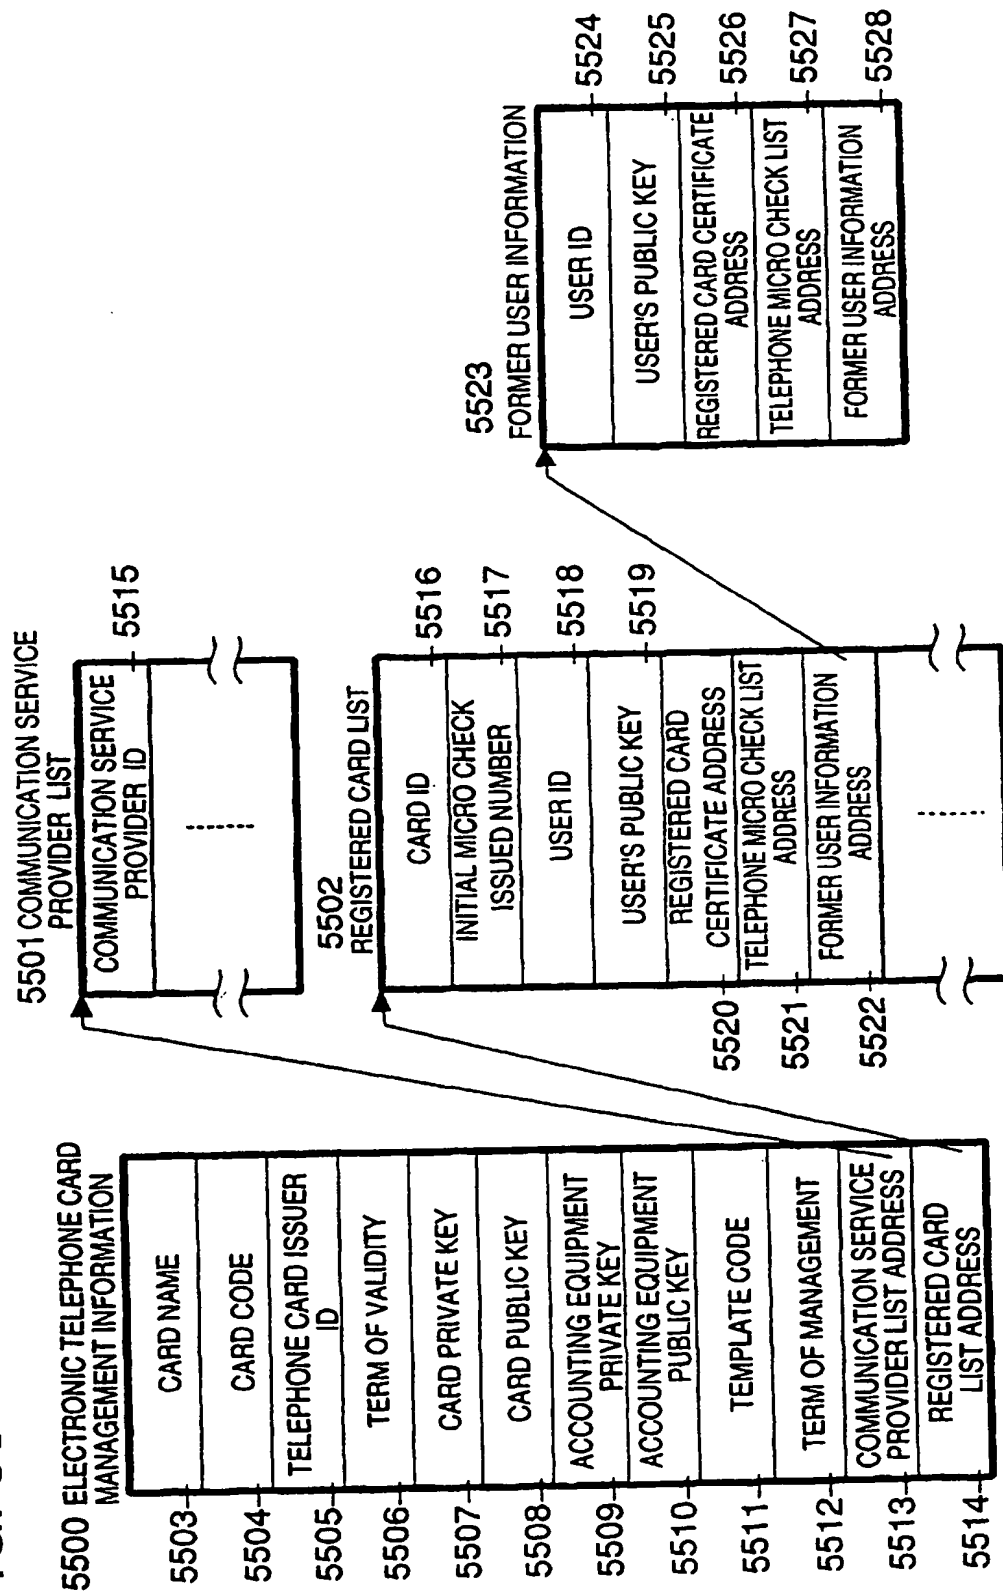 5500 ELECTRONIC TELEPHONE CARD
MANAGEMENT INFORMATION
5503
CARD NAME
5504
CARD CODE
5505
TELEPHONE CARD ISSUER
ID
5506
TERM OF VALIDITY
5507
CARD PRIVATE KEY
5508
CARD PUBLIC KEY
5509
ACCOUNTING EQUIPMENT
PRIVATE KEY
5510
ACCOUNTING EQUIPMENT
PUBLIC KEY
5511
TEMPLATE CODE
5512
TERM OF MANAGEMENT
5513
COMMUNICATION SERVICE
PROVIDER LIST ADDRESS
5514
REGISTERED CARD
LIST ADDRESS
5501 COMMUNICATION SERVICE
PROVIDER LIST
COMMUNICATION SERVICE
PROVIDER ID
5515
5502
REGISTERED CARD LIST
CARD ID
5516
INITIAL MICRO CHECK
ISSUED NUMBER
5517
USER ID
5518
USER'S PUBLIC KEY
5519
REGISTERED CARD
CERTIFICATE ADDRESS
5520
TELEPHONE MICRO CHECK LIST
ADDRESS
5521
FORMER USER INFORMATION
ADDRESS
5522
5523
FORMER USER INFORMATION
USER ID
5524
USER'S PUBLIC KEY
5525
REGISTERED CARD CERTIFICATE
ADDRESS
5526
TELEPHONE MICRO CHECK LIST
ADDRESS
5527
FORMER USER INFORMATION
ADDRESS
5528